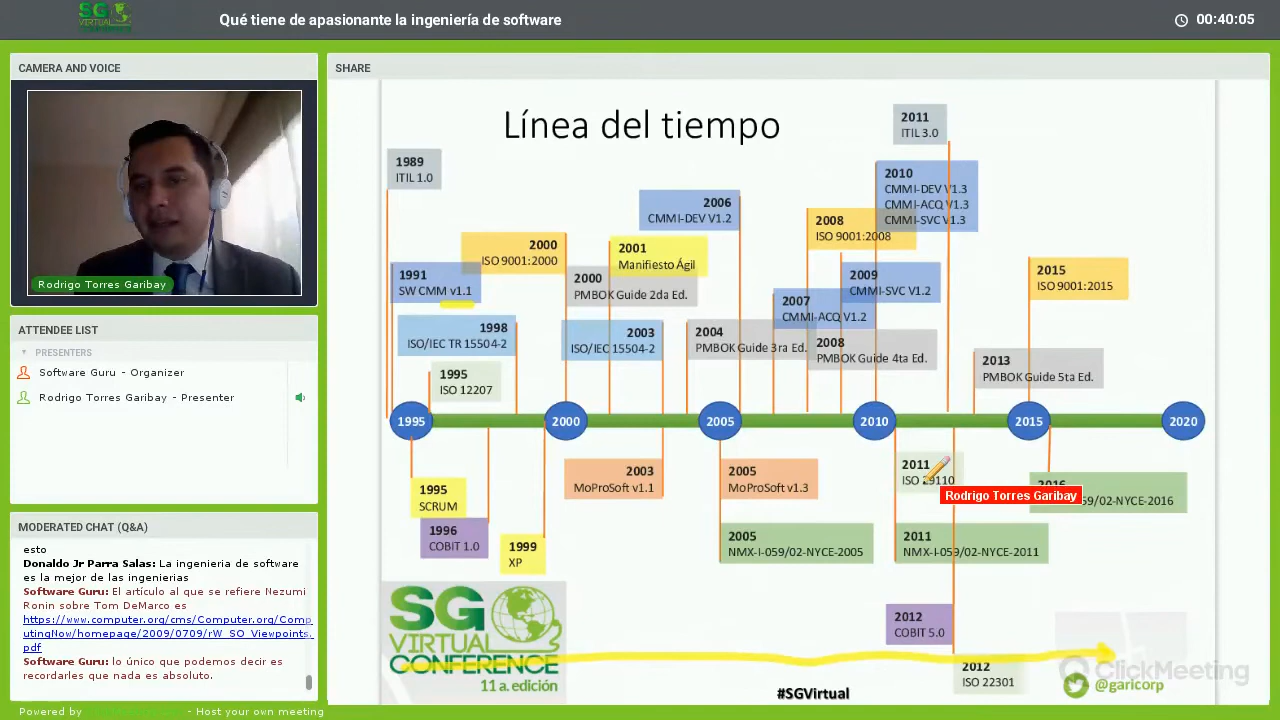 SG
VIRTUAL
CONFERENCE
Qué tiene de apasionante la ingeniería de software
00:40:05
CAMERA AND VOICE
Rodrigo Torres Garibay
ATTENDEE LIST
PRESENTERS
Software Guru - Organizer
Rodrigo Torres Garibay - Presenter
MODERATED CHAT (Q&A)
esto
Donaldo Jr Parra Salas: La ingenieria de software
es la mejor de las ingenierias
Software Guru: El artículo al que se refiere Nezumi
Ronin sobre Tom DeMarco es
https://www.computer.org/cms/Computer.org/Comp
utingNow/homepage/2009/0709/rW_SO_Viewpoints.
pdf
Software Guru: lo único que podemos decir es
recordarles que nada es absoluto.
Powered by
- Host your own meeting
SHARE
Línea del tiempo
1989
ITIL 1.0
1991
SW CMM v1.1
1998
ISO/IEC TR 15504-2
1995
ISO 12207
2000
ISO 9001:2000
2000
PMBOK Guide 2da Ed.
2001
Manifiesto Ágil
2003
ISO/IEC 15504-2
2006
CMMI-DEV V1.2
2004
PMBOK Guide 3ra Ed.
2007
CMMI-ACQ V1.2
2008
ISO 9001:2008
2009
CMMI-SVC V1.2
2008
PMBOK Guide 4ta Ed.
2010
CMMI-DEV V1.3
CMMI-ACQ V1.3
CMMI-SVC V1.3
2011
ITIL 3.0
2013
PMBOK Guide 5ta Ed.
2015
ISO 9001:2015
1995
2000
2005
2010
2015
2020
1995
SCRUM
1996
COBIT 1.0
1999
XP
2003
MoProSoft v1.1
2005
MoProSoft v1.3
2005
NMX-I-059/02-NYCE-2005
2011
ISO 29110
Rodrigo Torres Garibay
2011
NMX-I-059/02-NYCE-2011
2016
59/02-NYCE-2016
2012
COBIT 5.0
2012
ISO 22301
SG
VIRTUAL
CONFERENCE
11 a. edición
#SGVirtual
ClickMeeting
@garicorp